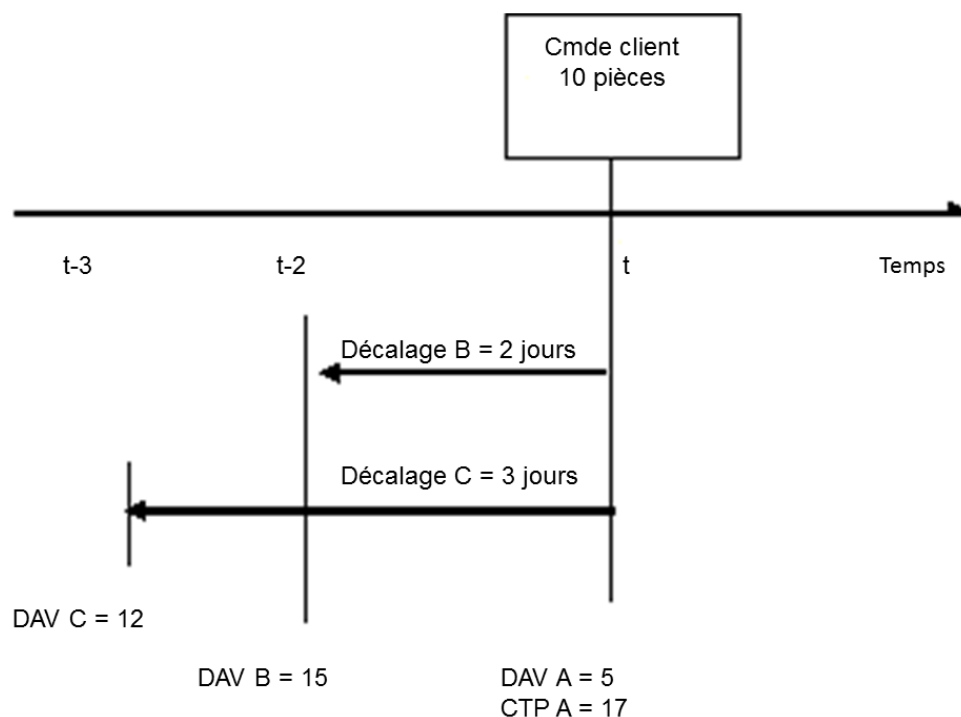 Cmde client
10 pièces
t-3
t-2
t
Temps
Décalage B = 2 jours
Décalage C = 3 jours
DAV C = 12
DAV B = 15
DAV A = 5
CTP A = 17